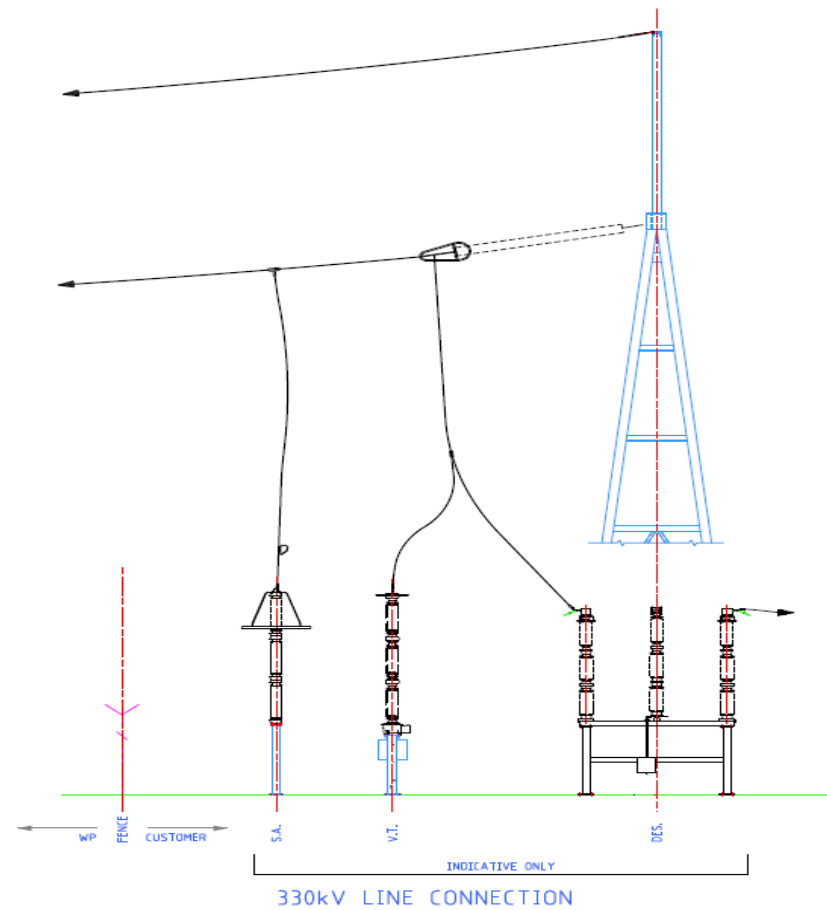 WP
FENCE
CUSTOMER
S.A.
V.T.
DES.
INDICATIVE ONLY
330kV LINE CONNECTION